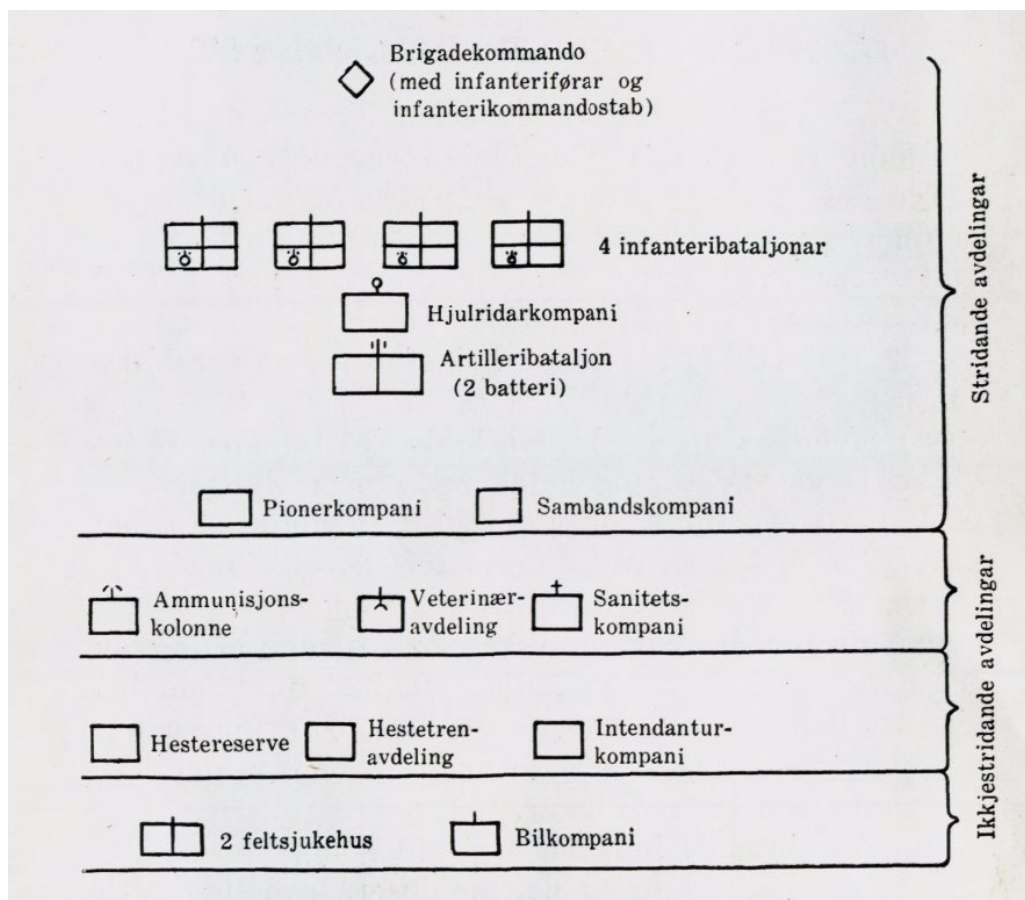 Brigadekommando
(med infanteriførar og
infanterikommandostab)
4 infanteribataljonar
Hjulridarkompani
Artilleribataljon
(2 batteri)
Pionerkompani
Sambandskompani
Stridande avdelingar
Ammunisjons-
kolonne
Veterinær-
avdeling
Sanitets-
kompani
Hestereserve
Hestetren-
avdeling
Intendantur-
kompani
2 feltsjukehus
Bilkompani
Ikkjestridande avdelingar